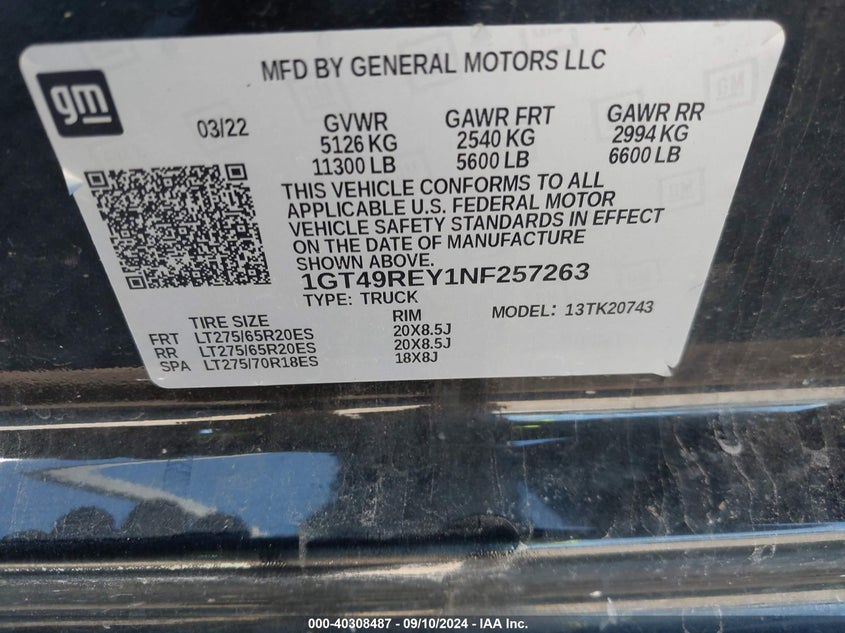 gm
MFD BY GENERAL MOTORS LLC
03/22
GVWR GAWR FRT GAWR RR
5126 KG 2540 KG 2994 KG
11300 LB 5600 LB 6600 LB
THIS VEHICLE CONFORMS TO ALL
APPLICABLE U.S. FEDERAL MOTOR
VEHICLE SAFETY STANDARDS IN EFFECT
ON THE DATE OF MANUFACTURE
SHOWN ABOVE.
1GT49REY1NF257263
TYPE: TRUCK MODEL: 13TK20743
TIRE SIZE RIM
FRT LT275/65R20ES 20X8.5J
RR LT275/65R20ES 20X8.5J
SPA LT275/70R18ES 18X8J
000-40308487 - 09/10/2024 - IAA Inc.